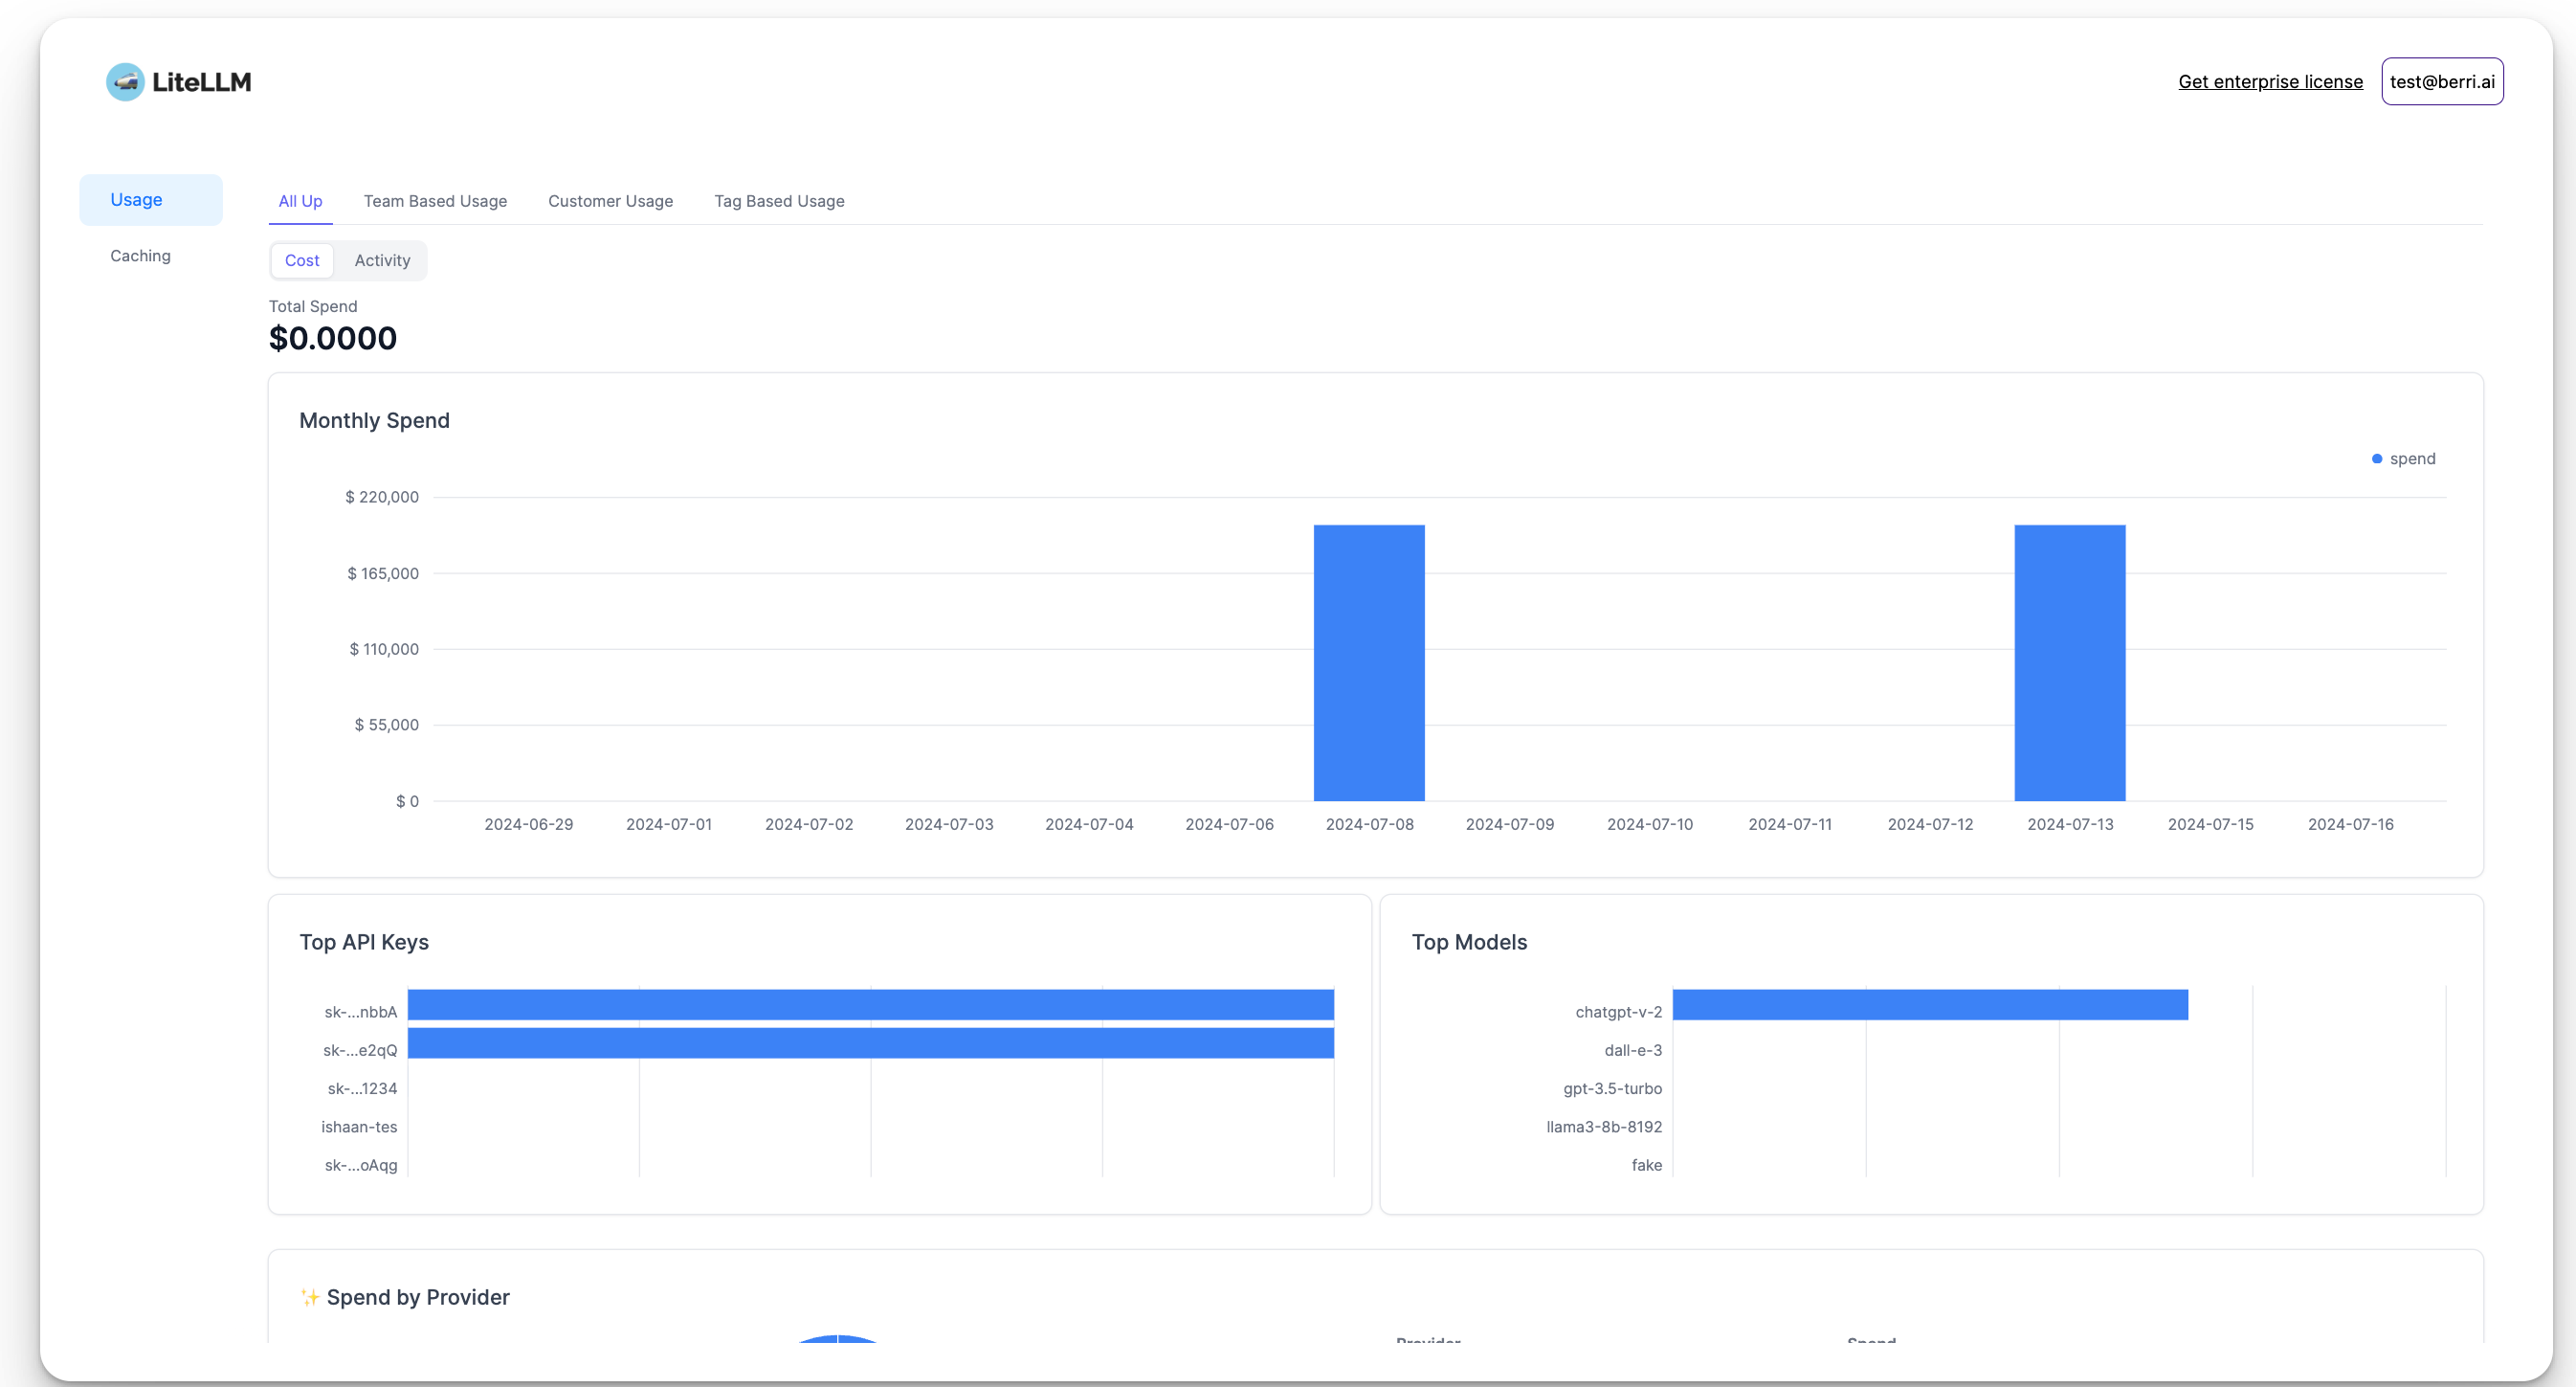 LiteLLM
Get enterprise license
test@berri.ai
Usage
Caching
All Up
Team Based Usage
Customer Usage
Tag Based Usage
Cost
Activity
Total Spend
$0.0000
Monthly Spend
spend
$ 220,000
$ 165,000
$ 110,000
$ 55,000
$ 0
2024-06-29
2024-07-01
2024-07-02
2024-07-03
2024-07-04
2024-07-06
2024-07-08
2024-07-09
2024-07-10
2024-07-11
2024-07-12
2024-07-13
2024-07-15
2024-07-16
Top API Keys
sk-...nbbA
sk-...e2qQ
sk-...1234
ishaan-tes
sk-...oAqg
Top Models
chatgpt-v-2
dall-e-3
gpt-3.5-turbo
llama3-8b-8192
fake
✨ Spend by Provider
Provider
Spend